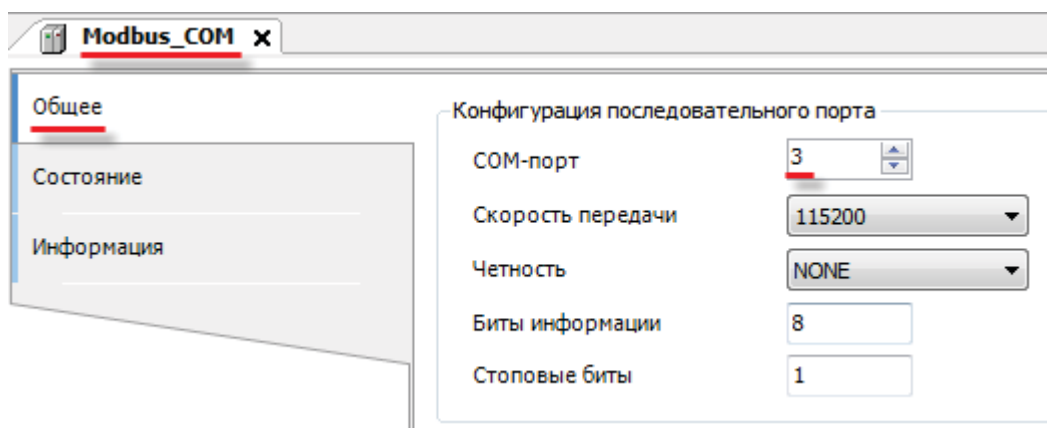 Modbus_COM x
Общее
Состояние
Информация
Конфигурация последовательного порта
COM-порт 3
Скорость передачи 115200
Четность NONE
Биты информации 8
Стоповые биты 1